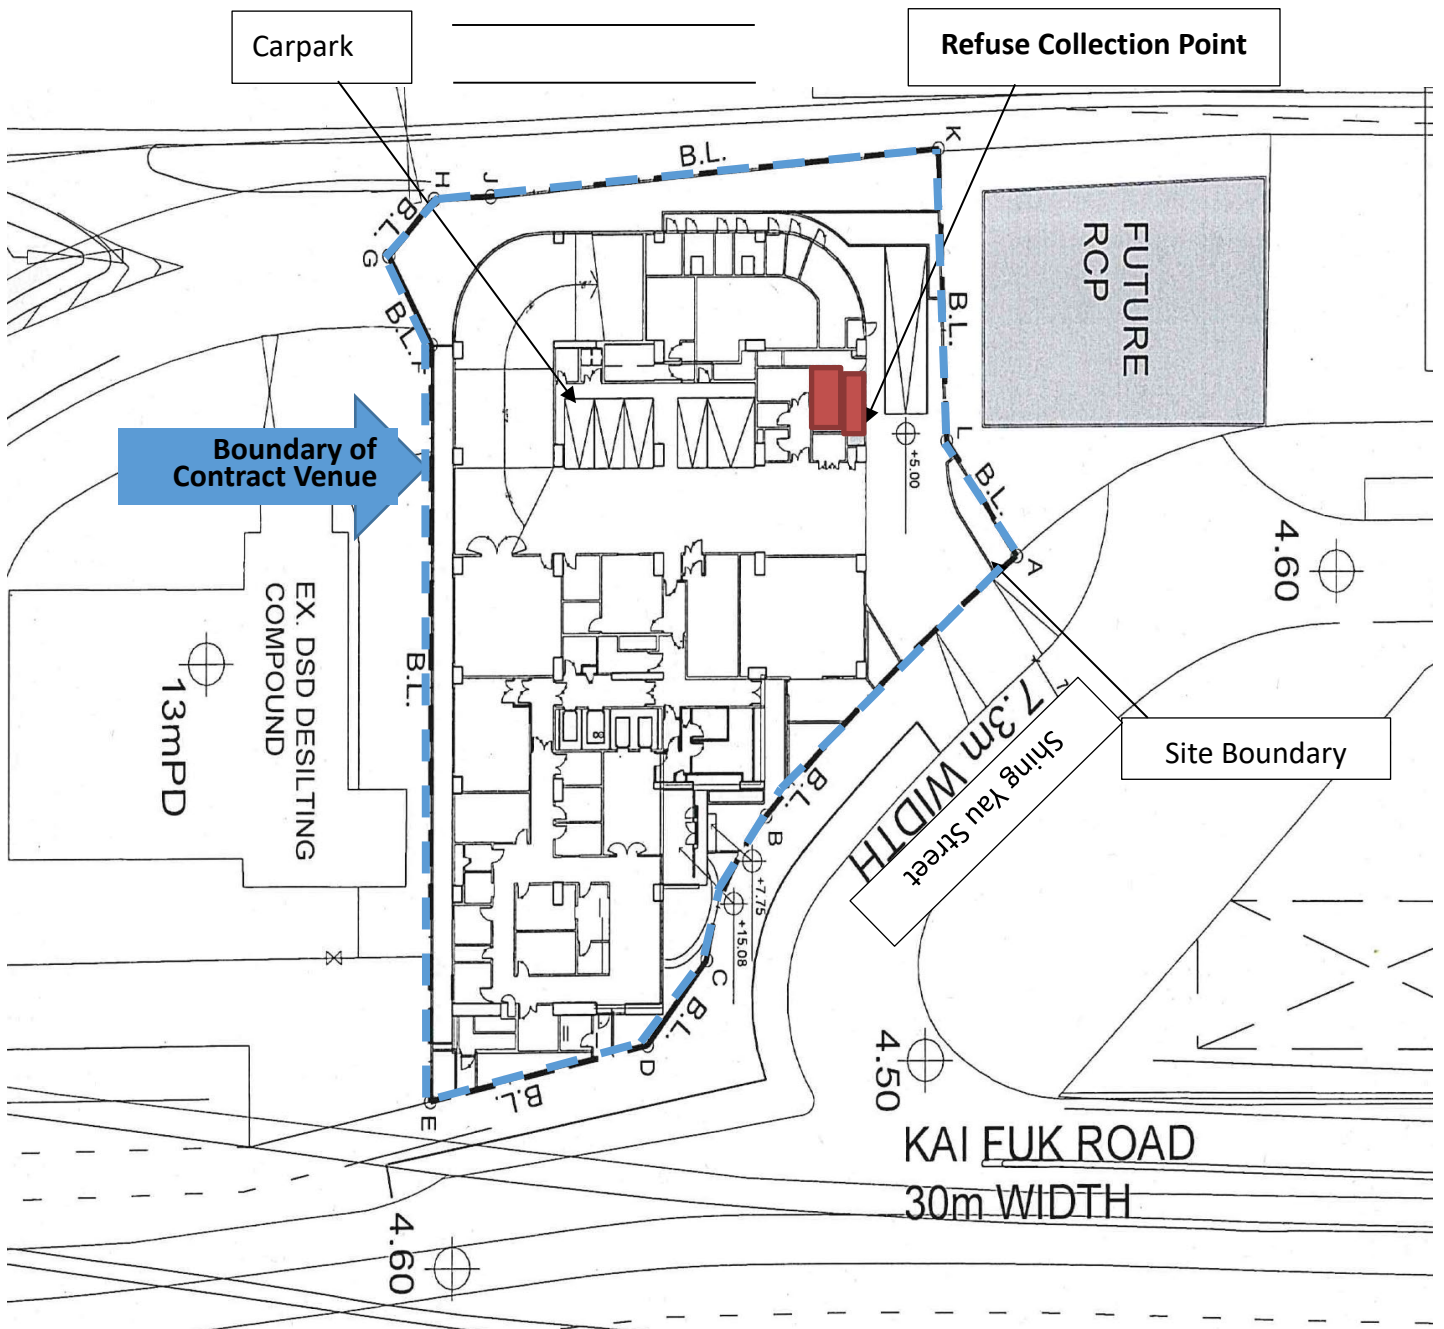 Carpark
Refuse Collection Point
K
B.L.
H
J
B.L.
G
FUTURE
RCP
B.L.
B.L.
F
L
Boundary of
Contract Venue
+5.00
B.L.
A
4.60
EX. DSD DESILTING
COMPOUND
B.L.
13mPD
7.3m WIDTH
Shing Yau Street
Site Boundary
B.L.
B
+7.75
+15.08
C
B.L.
D
B.L.
E
4.50
KAI FUK ROAD
30m WIDTH
4.60